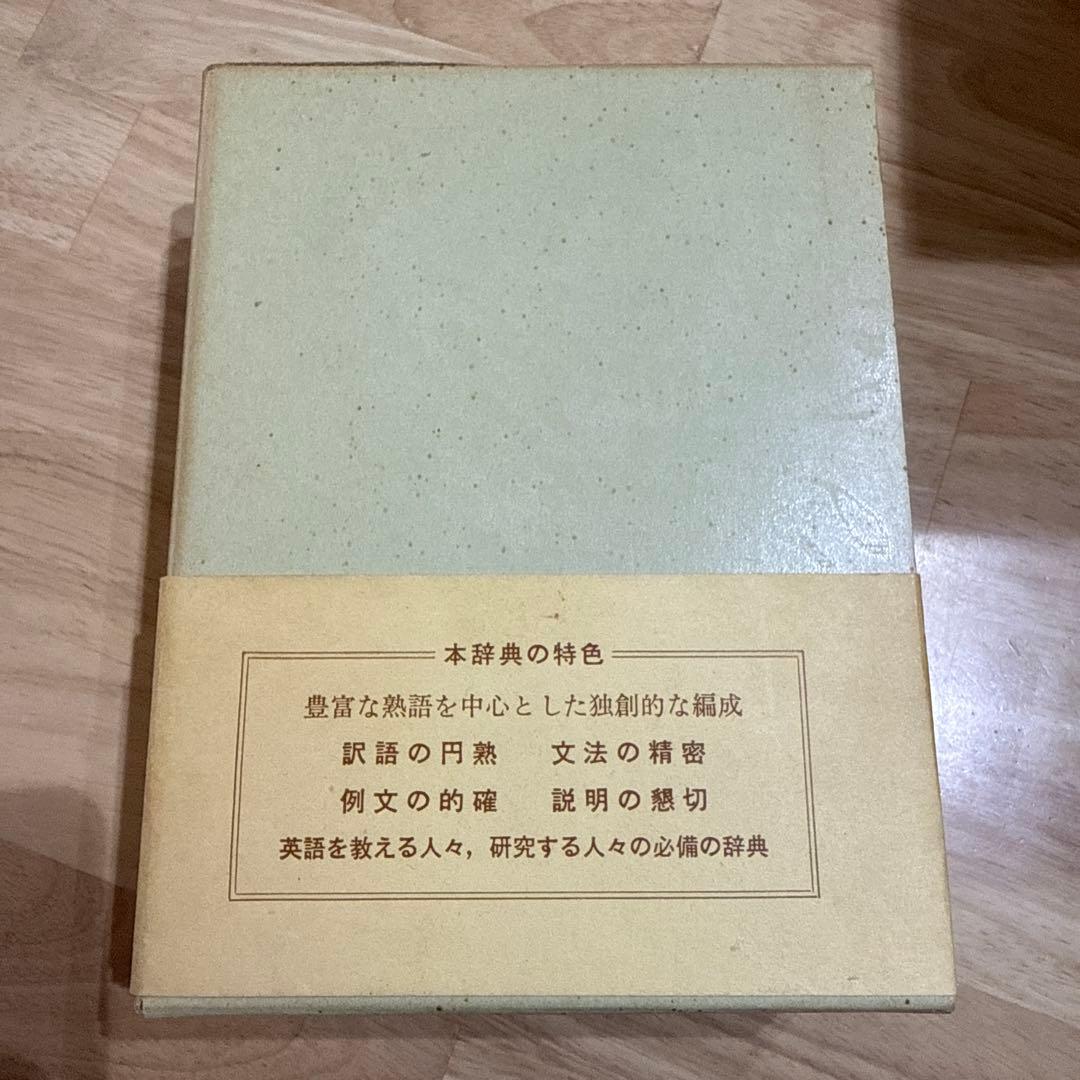 本辞典の特色
豊富な熟語を中心とした独創的な編成
訳語の円熟　文法の精密
例文の的確　説明の懇切
英語を教える人々，研究する人々の必備の辞典